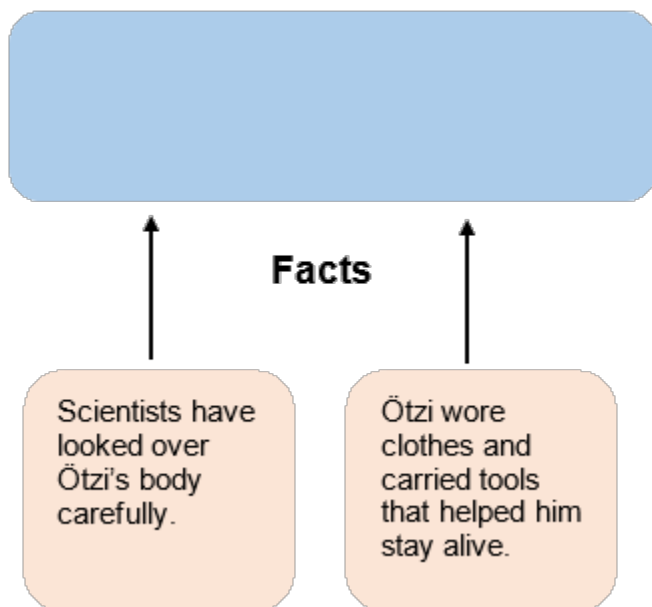 Facts
Scientists have
looked over
Ötzi’s body
carefully.
Ötzi wore
clothes and
carried tools
that helped him
stay alive.